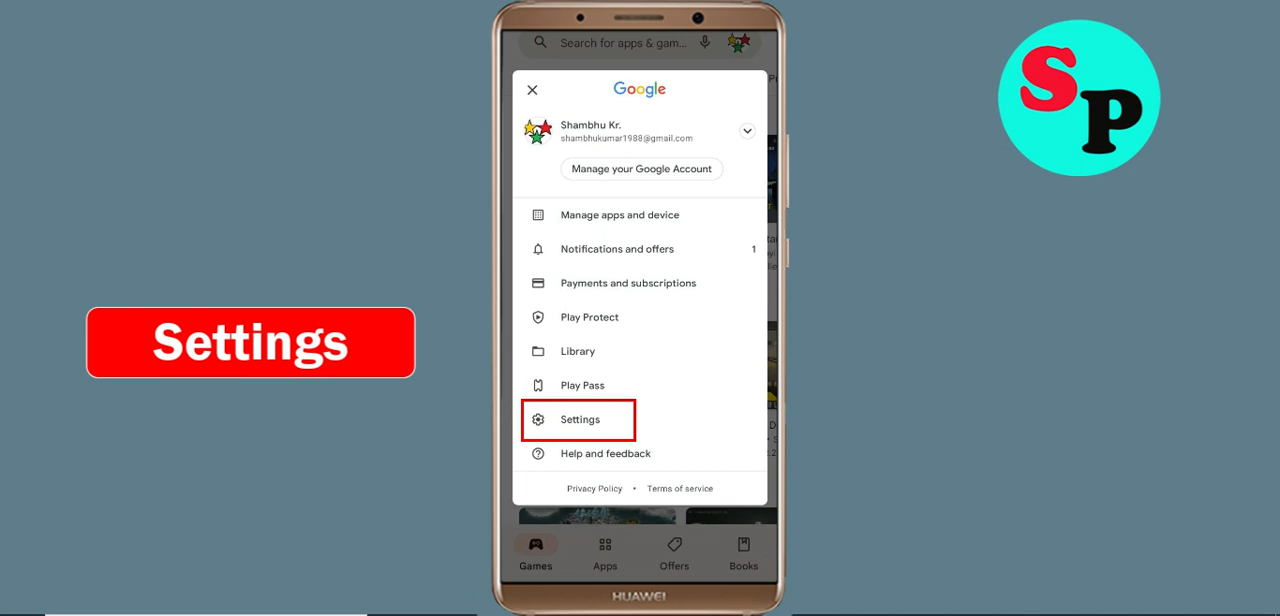 Search for apps & gam...
Google
Shambhu Kr.
shambhukumar1988@gmail.com
Manage your Google Account
Manage apps and device
Notifications and offers 1
Payments and subscriptions
Play Protect
Library
Play Pass
Settings
Help and feedback
Privacy Policy • Terms of service
Games Apps Offers Books
HUAWEI
Settings
SP